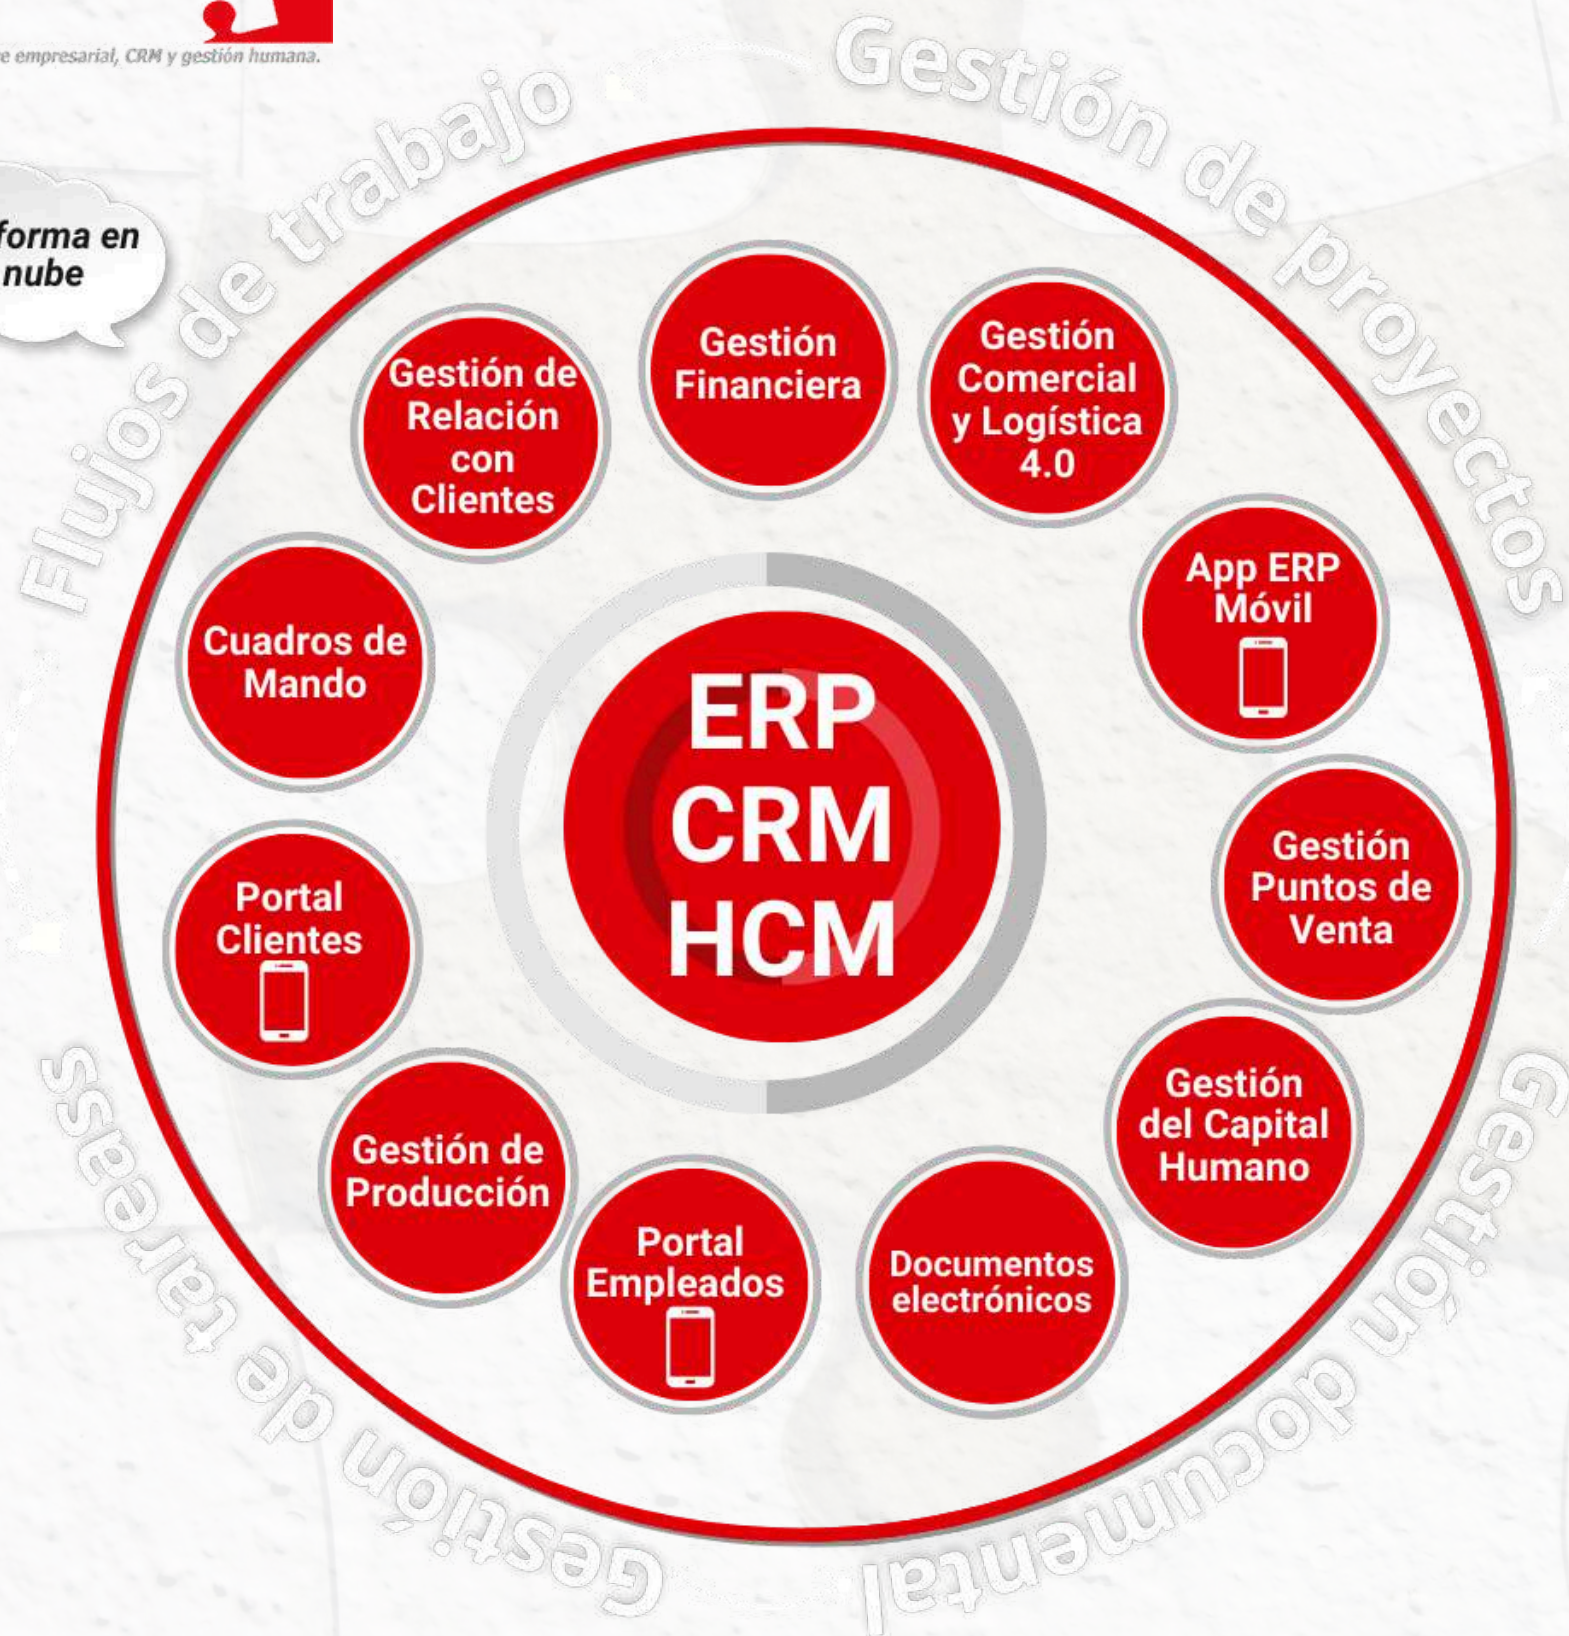 e empresarial, CRM y gestión humana.
Gestión de proyectos
Flujos de trabajo
forma en
nube
Gestión
Financiera
Gestión
Comercial
y Logística
4.0
Gestión de
Relación
con
Clientes
App ERP
Móvil
Cuadros de
Mando
ERP
CRM
HCM
Gestión
Puntos de
Venta
Portal
Clientes
Gestión
del Capital
Humano
Gestión de
Producción
Portal
Empleados
Documentos
electrónicos
Gestión de tareass
Gestión documental